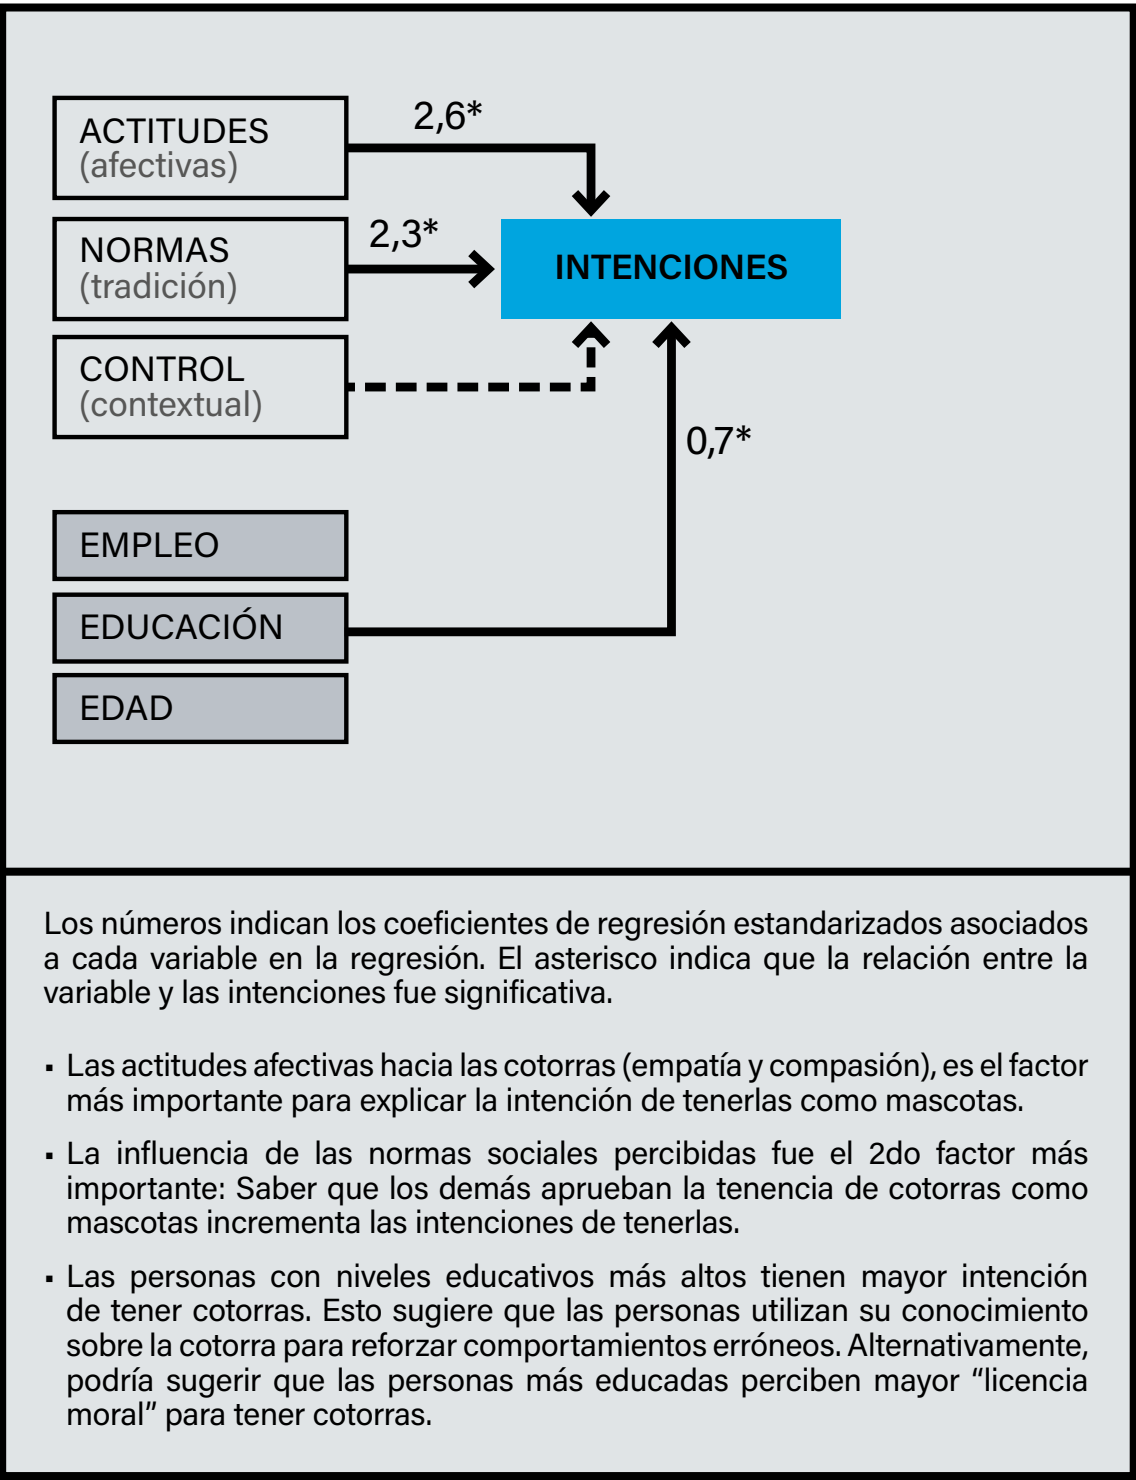 ACTITUDES
(afectivas)
2,6*
NORMAS
(tradición)
2,3*
INTENCIONES
CONTROL
(contextual)
0,7*
EMPLEO
EDUCACIÓN
EDAD
Los números indican los coeficientes de regresión estandarizados asociados
a cada variable en la regresión. El asterisco indica que la relación entre la
variable y las intenciones fue significativa.
▪ Las actitudes afectivas hacia las cotorras (empatía y compasión), es el factor
más importante para explicar la intención de tenerlas como mascotas.
▪ La influencia de las normas sociales percibidas fue el 2do factor más
importante: Saber que los demás aprueban la tenencia de cotorras como
mascotas incrementa las intenciones de tenerlas.
▪ Las personas con niveles educativos más altos tienen mayor intención
de tener cotorras. Esto sugiere que las personas utilizan su conocimiento
sobre la cotorra para reforzar comportamientos erróneos. Alternativamente,
podría sugerir que las personas más educadas perciben mayor “licencia
moral” para tener cotorras.